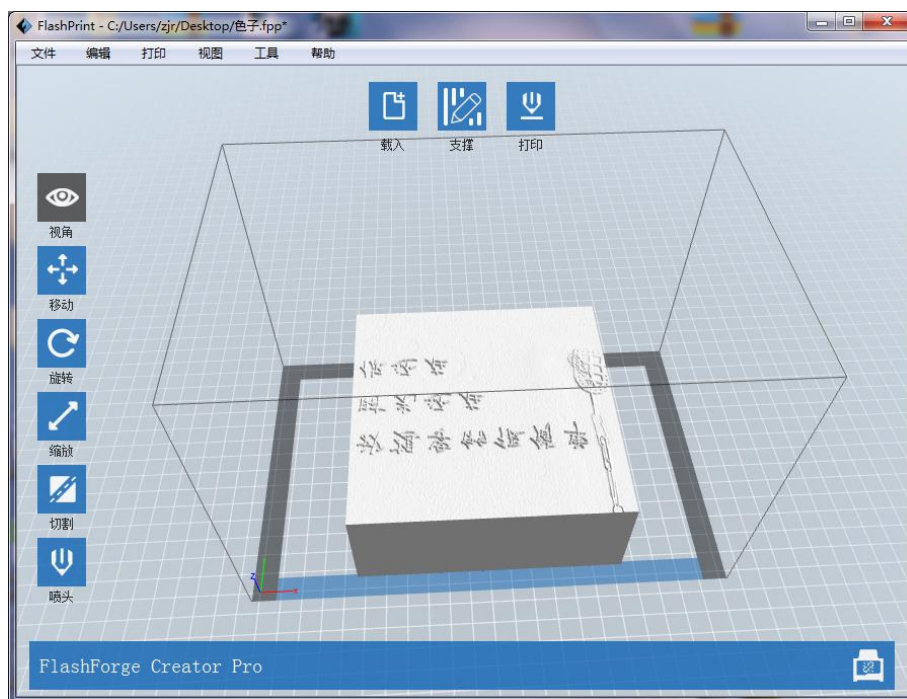 FlashPrint - C:/Users/zjr/Desktop/色子.fpp*
文件 编辑 打印 视图 工具 帮助
载入 支撑 打印
视角
移动
旋转
缩放
切割
喷头
z x
FlashForge Creator Pro